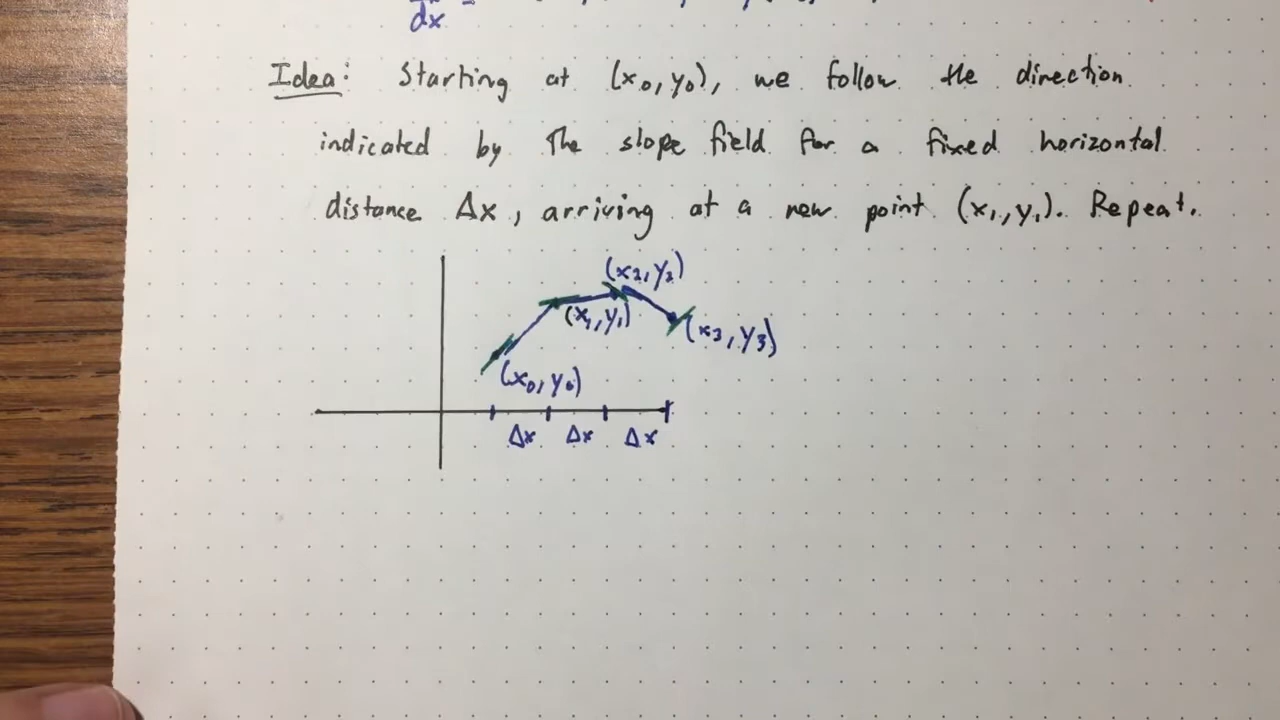 dx
Idea: Starting at (x₀, y₀), we follow the direction
indicated by the slope field for a fixed horizontal
distance Δx, arriving at a new point (x₁, y₁). Repeat.
(x₂, y₂)
(x₁, y₁)
(x₃, y₃)
(x₀, y₀)
Δx Δx Δx